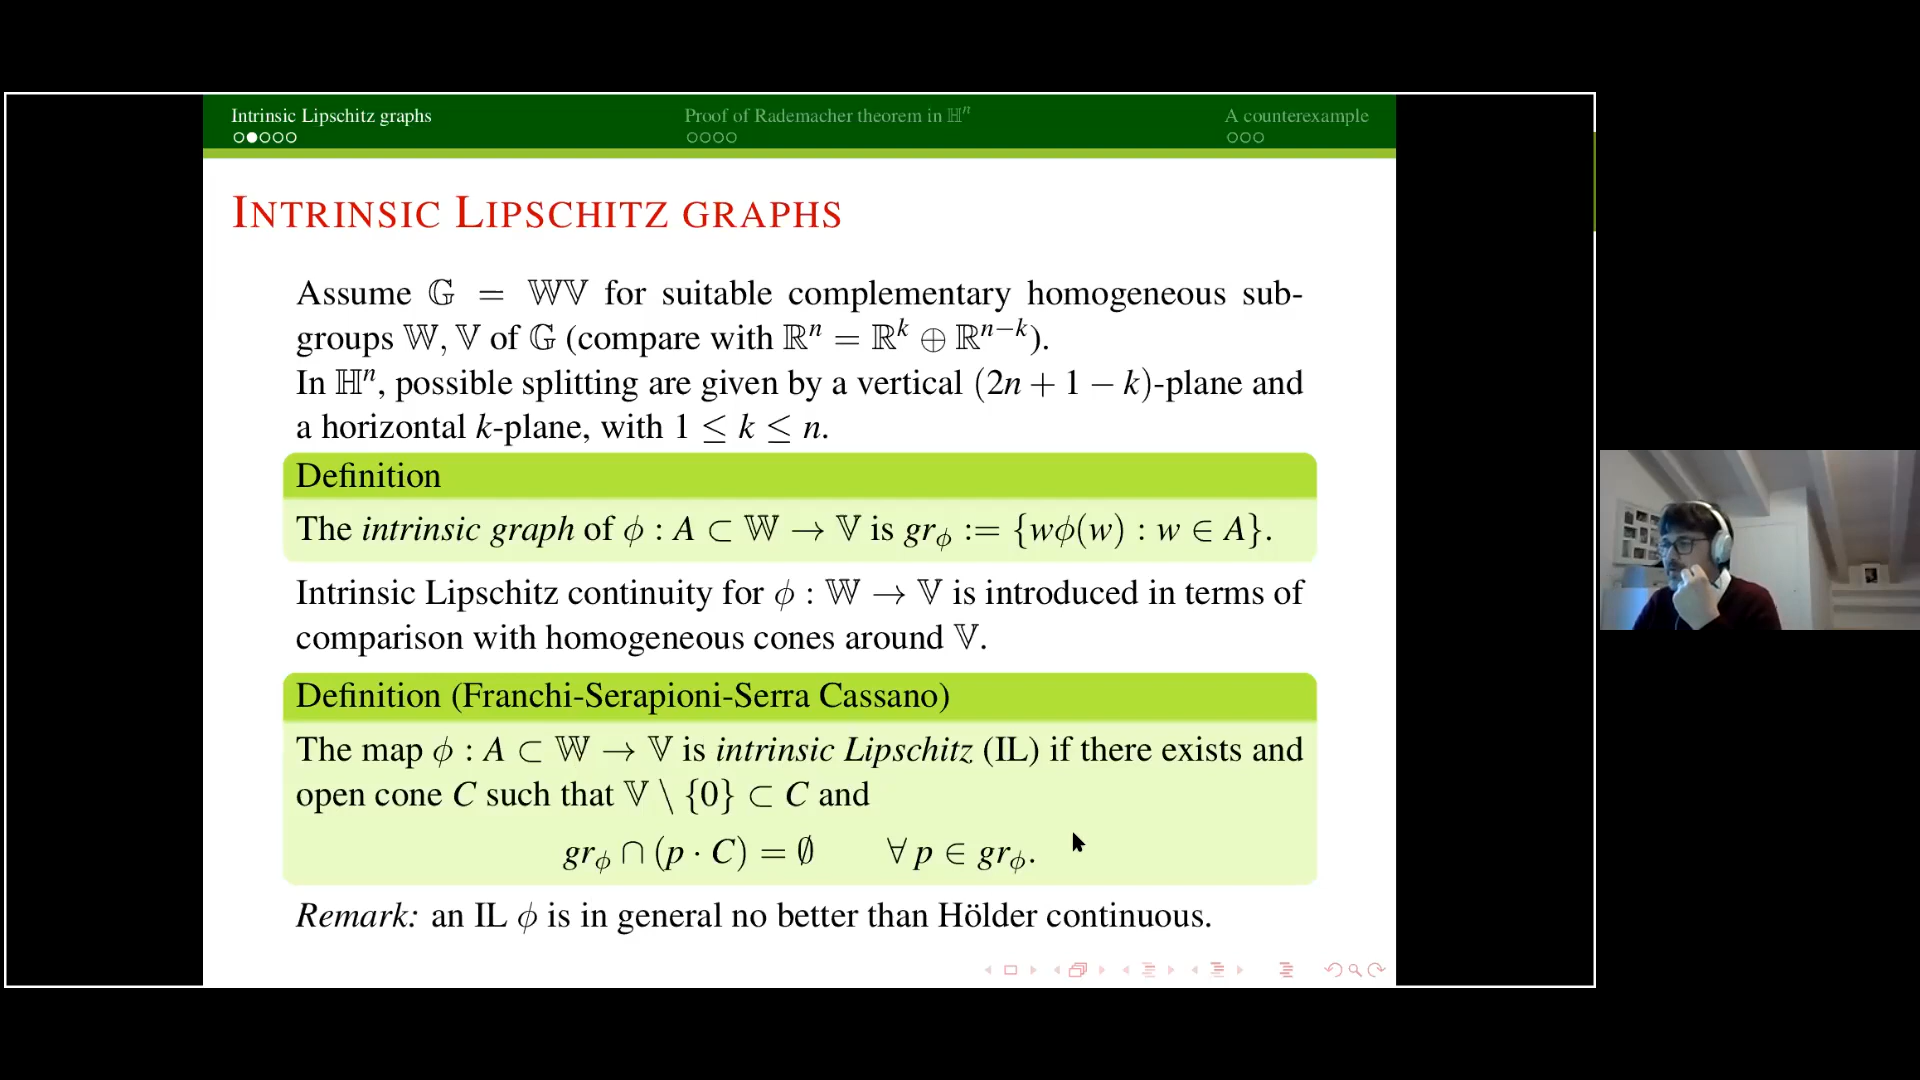 Intrinsic Lipschitz graphs
Proof of Rademacher theorem in ℍⁿ
A counterexample
INTRINSIC LIPSCHITZ GRAPHS
Assume 𝔾 = 𝕎𝕍 for suitable complementary homogeneous sub-
groups 𝕎, 𝕍 of 𝔾 (compare with ℝⁿ = ℝᵏ ⊕ ℝⁿ⁻ᵏ).
In ℍⁿ, possible splitting are given by a vertical (2n + 1 − k)-plane and
a horizontal k-plane, with 1 ≤ k ≤ n.
Definition
The intrinsic graph of ϕ : A ⊂ 𝕎 → 𝕍 is gr_ϕ := {wϕ(w) : w ∈ A}.
Intrinsic Lipschitz continuity for ϕ : 𝕎 → 𝕍 is introduced in terms of
comparison with homogeneous cones around 𝕍.
Definition (Franchi-Serapioni-Serra Cassano)
The map ϕ : A ⊂ 𝕎 → 𝕍 is intrinsic Lipschitz (IL) if there exists and
open cone C such that 𝕍 \ {0} ⊂ C and
gr_ϕ ∩ (p · C) = ∅ ∀ p ∈ gr_ϕ.
Remark: an IL ϕ is in general no better than Hölder continuous.